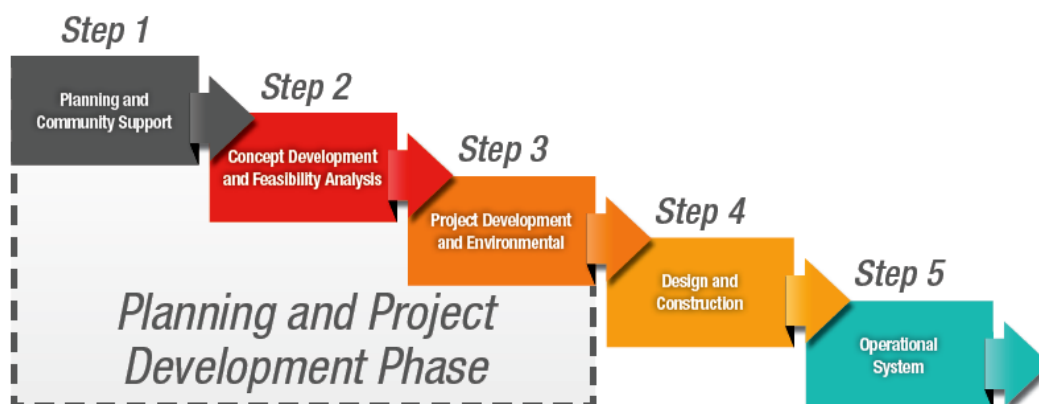 Step 1
Planning and
Community Support
Step 2
Concept Development
and Feasibility Analysis
Step 3
Project Development
and Environmental
Step 4
Design and
Construction
Step 5
Operational
System
Planning and Project
Development Phase